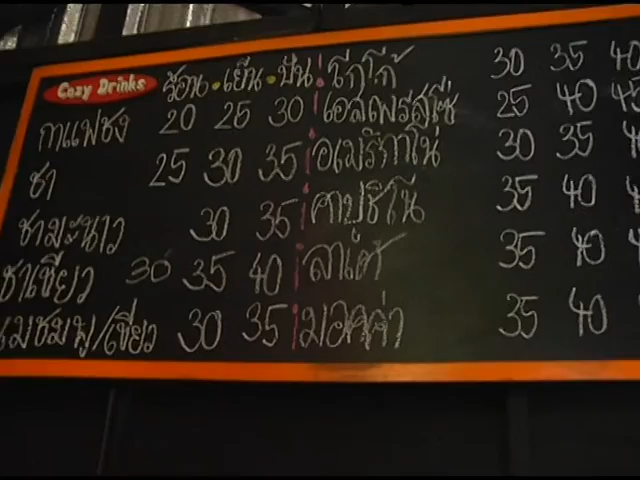 Cozy Drinks ร้อน • เย็น • ปั่น
กาแฟชง 20 25 30
ชา 25 30 35
ชามะนาว 30 35
ชาเขียว 30 35 40
นมชมพู/เขียว 30 35
โกโก้ 30 35 40
เอสเพรสโซ่ 25 40
อเมริกาโน่ 30 35
คาปูชิโน 35 40
ลาเต้ 35 40
มอคค่า 35 40